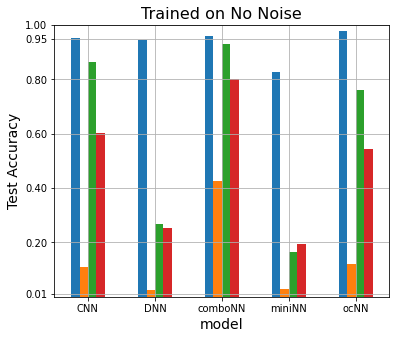 Trained on No Noise
1.00
0.95
0.80
0.60
0.40
0.20
0.01
Test Accuracy
CNN DNN comboNN miniNN ocNN
model